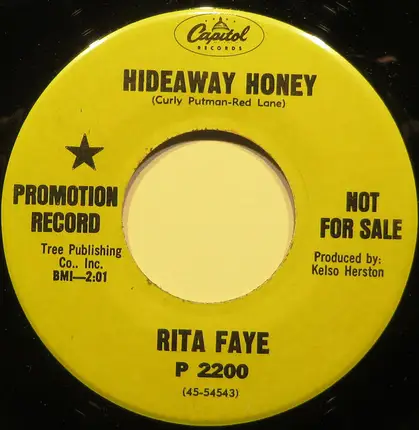 Capitol
RECORDS
HIDEAWAY HONEY
(Curly Putman-Red Lane)
PROMOTION
RECORD
Tree Publishing
Co.. Inc.
BMI—2:01
NOT
FOR SALE
Produced by:
Kelso Herston
RITA FAYE
P 2200
(45-54543)